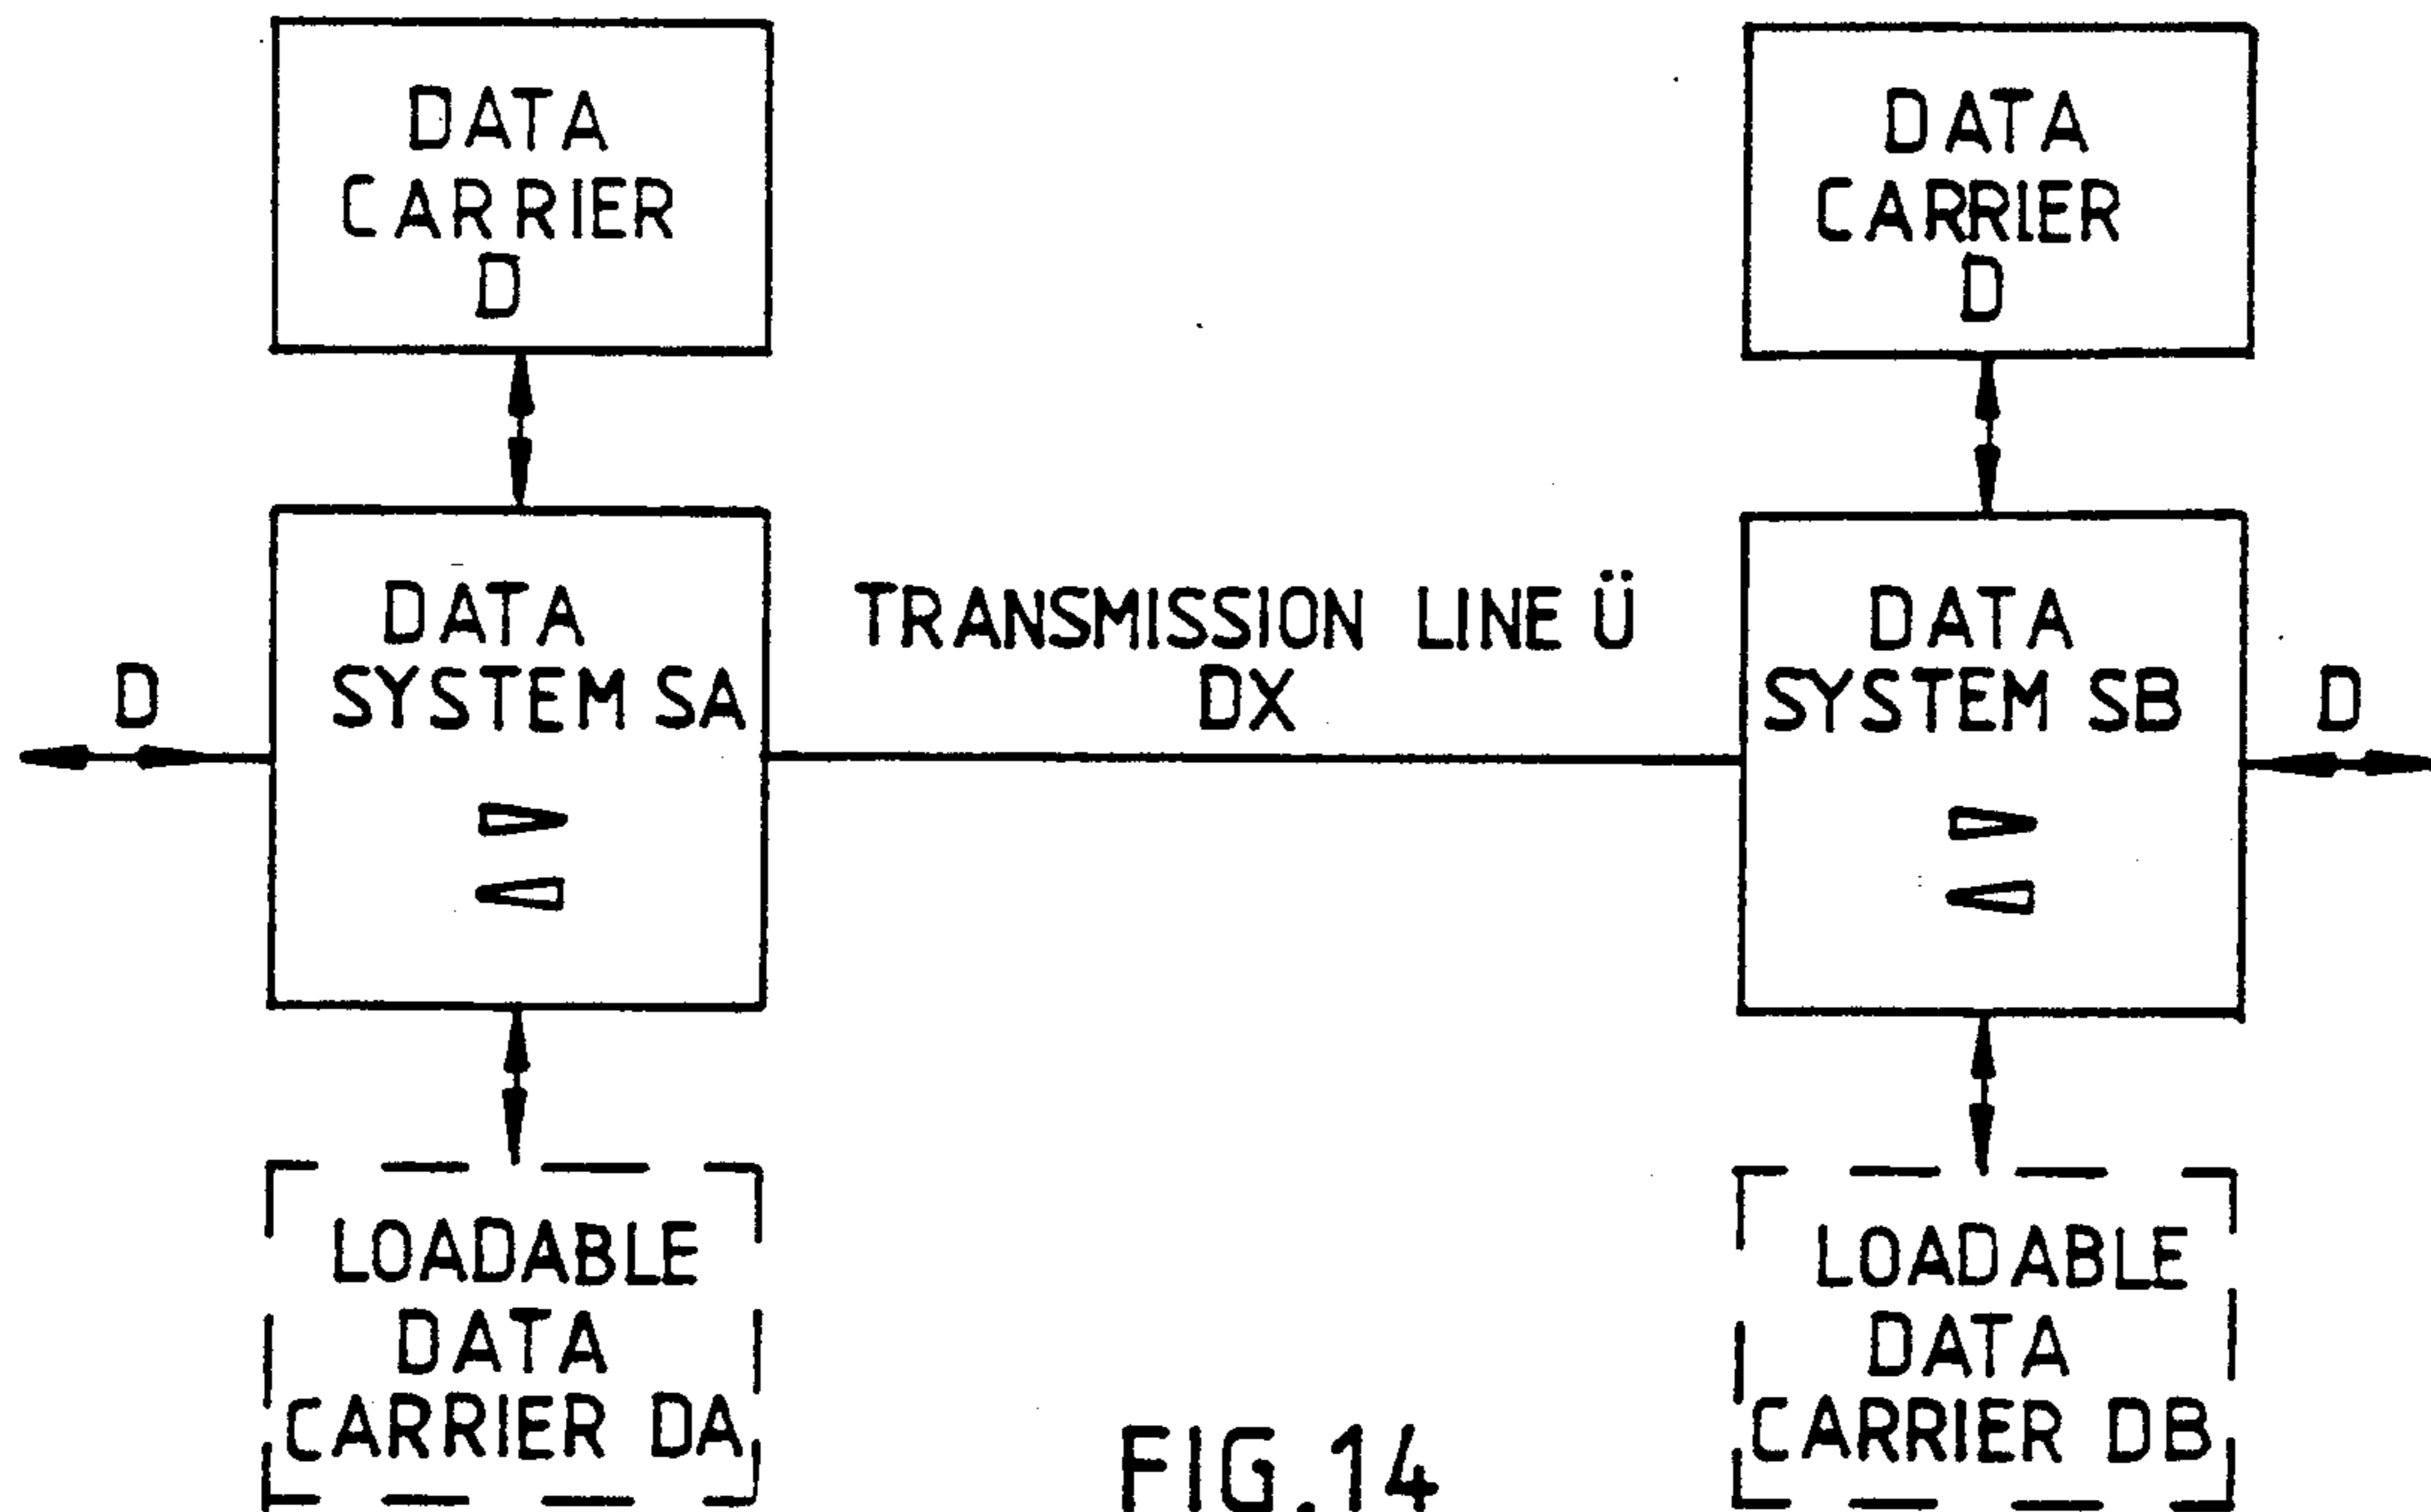 DATA
CARRIER
D
DATA
CARRIER
D
D
DATA
SYSTEM SA
TRANSMISSION LINE Ü
DX
DATA
SYSTEM SB
D
LOADABLE
DATA
CARRIER DA
LOADABLE
DATA
CARRIER DB
FIG.14